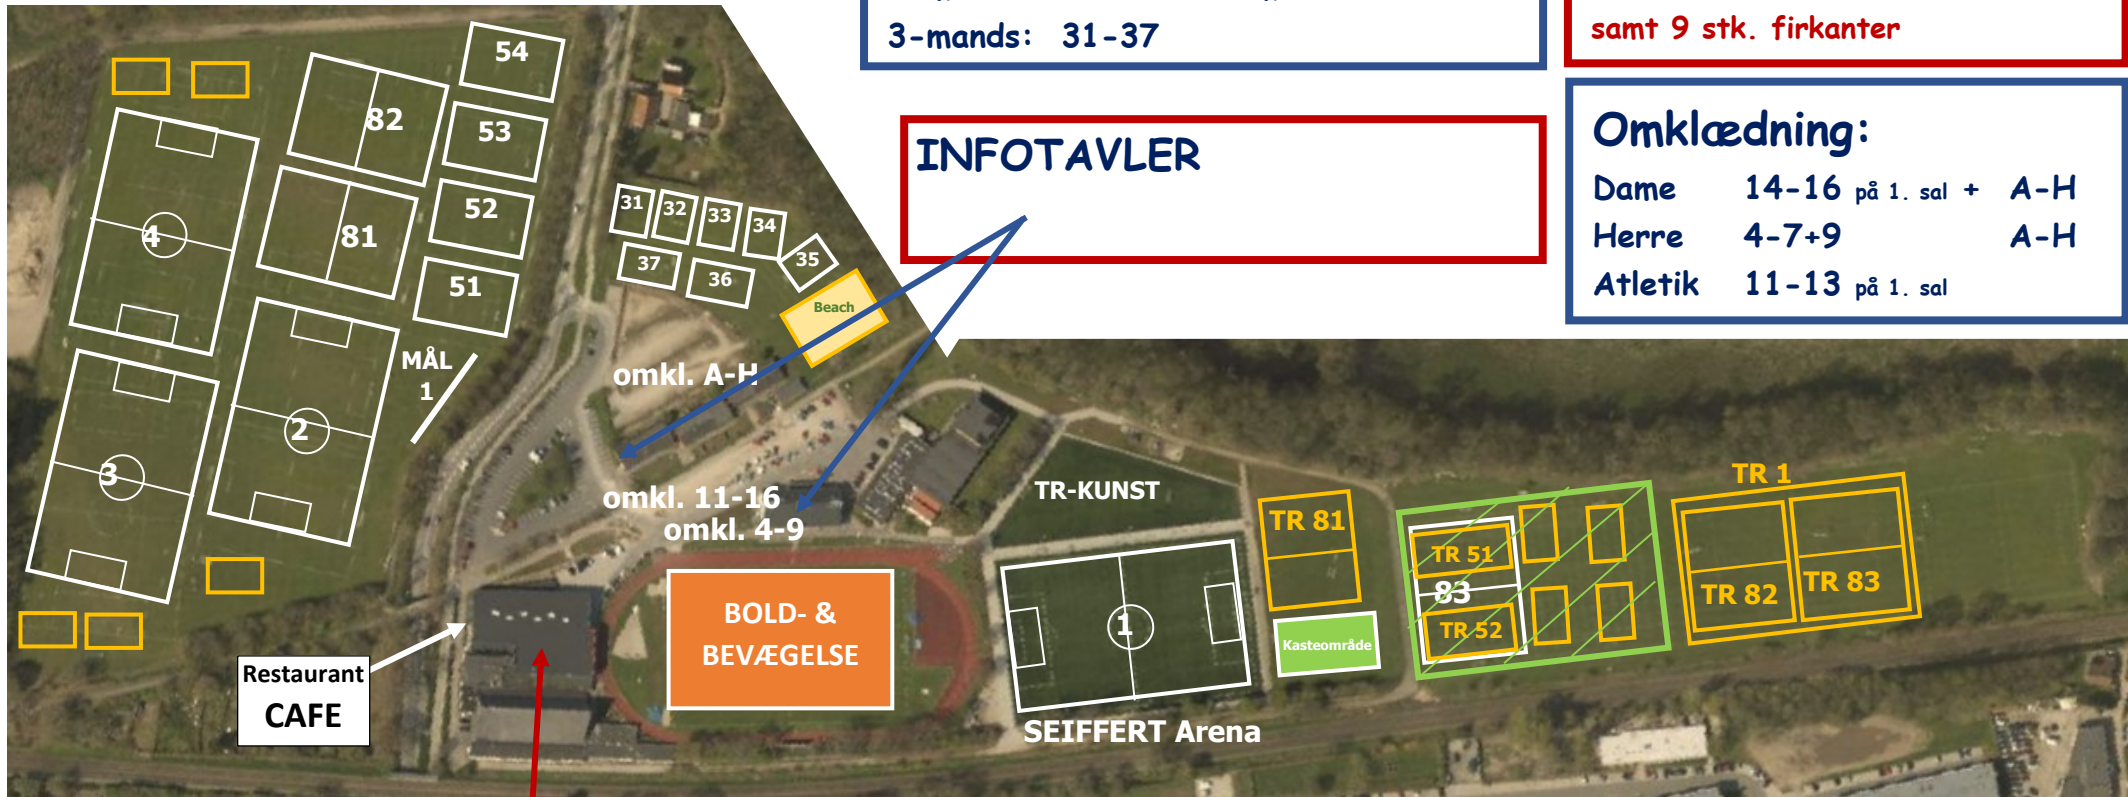 3-mands: 31-37
samt 9 stk. firkanter
INFOTAVLER
Omklædning:
Dame 14-16 på 1. sal + A-H
Herre 4-7+9 A-H
Atletik 11-13 på 1. sal
54
82
53
52
81
51
4
31
32
33
34
35
37
36
Beach
MÅL
1
2
3
omkl. A-H
omkl. 11-16
omkl. 4-9
TR-KUNST
TR 81
TR 1
TR 51
83
TR 52
TR 82
TR 83
BOLD- &
BEVÆGELSE
1
Kasteområde
Restaurant
CAFE
SEIFFERT Arena